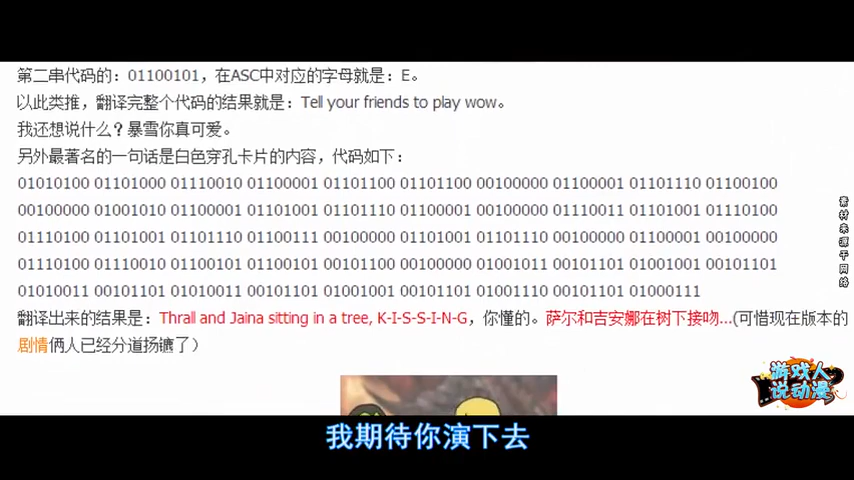 第二串代码的：01100101，在ASC中对应的字母就是：E。
以此类推，翻译完整个代码的结果就是：Tell your friends to play wow。
我还想说什么？暴雪你真可爱。
另外最著名的一句话是白色穿孔卡片的内容，代码如下：
01010100 01101000 01110010 01100001 01101100 01101100 00100000 01100001 01101110 01100100
00100000 01001010 01100001 01101001 01101110 01100001 00100000 01110011 01101001 01110100
01110100 01101001 01101110 01100111 00100000 01101001 01101110 00100000 01100001 00100000
01110100 01110010 01100101 01100101 00101100 00100000 01001011 00101101 01001001 00101101
01010011 00101101 01010011 00101101 01001001 00101101 01001110 00101101 01000111
翻译出来的结果是：Thrall and Jaina sitting in a tree, K-I-S-S-I-N-G，你懂的。萨尔和吉安娜在树下接吻...(可惜现在版本的
剧情俩人已经分道扬镳了）
素材来源于网络
游戏人
说动漫
我期待你演下去